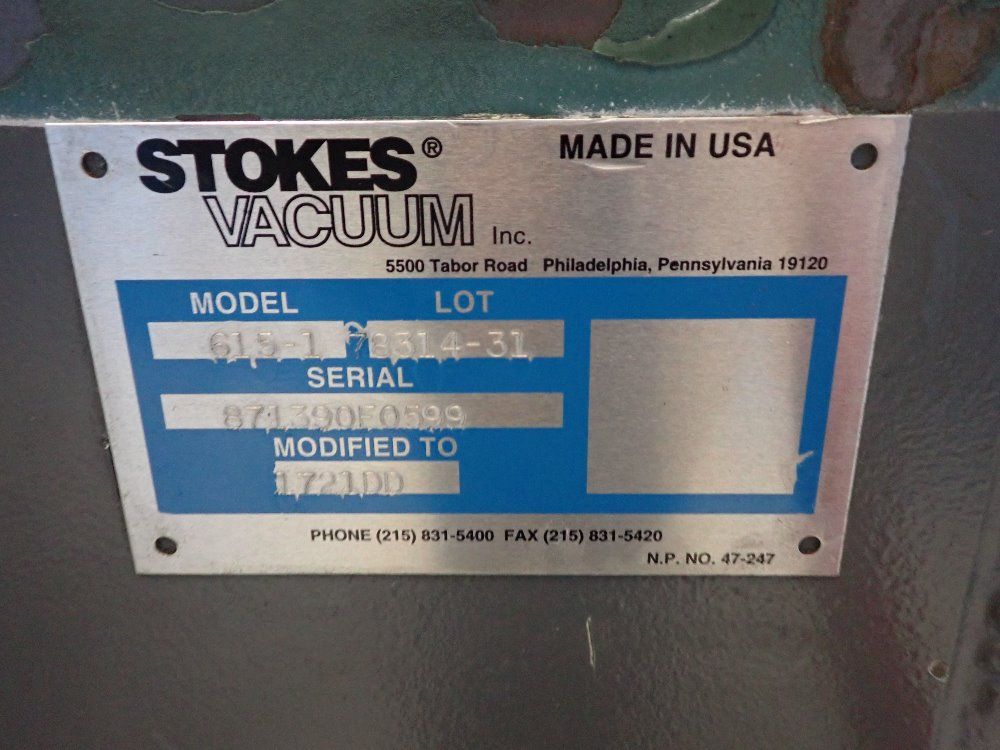 STOKES®
VACUUM Inc.
MADE IN USA
5500 Tabor Road Philadelphia, Pennsylvania 19120
MODEL LOT
615-1 78314-31
SERIAL
871390E0599
MODIFIED TO
1721DD
PHONE (215) 831-5400 FAX (215) 831-5420
N.P. NO. 47-247